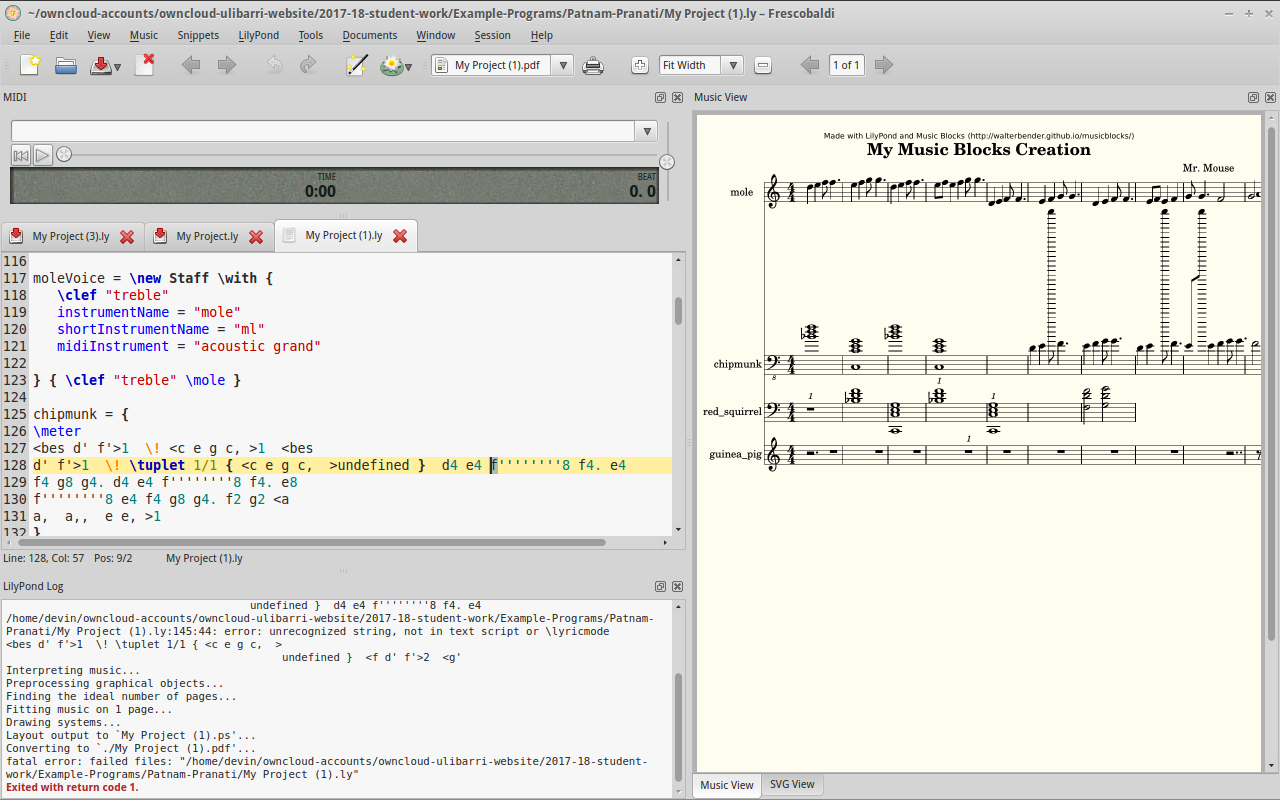 ~/owncloud-accounts/owncloud-ulibarri-website/2017-18-student-work/Example-Programs/Patnam-Pranati/My Project (1).ly – Frescobaldi
File Edit View Music Snippets LilyPond Tools Documents Window Session Help
My Project (1).pdf Fit Width 1 of 1
MIDI
TIME BEAT
0:00 0. 0
My Project (3).ly My Project.ly My Project (1).ly
116
117 moleVoice = \new Staff \with {
118 \clef "treble"
119 instrumentName = "mole"
120 shortInstrumentName = "ml"
121 midiInstrument = "acoustic grand"
122
123 } { \clef "treble" \mole }
124
125 chipmunk = {
126 \meter
127 <bes d' f'>1  \! <c e g c, >1  <bes
128 d' f'>1  \! \tuplet 1/1 { <c e g c,  >undefined }  d4 e4 f''''''''8 f4. e4
129 f4 g8 g4. d4 e4 f''''''''8 f4. e8
130 f''''''''8 e4 f4 g8 g4. f2 g2 <a
131 a,  a,,  e e, >1
132 }
Line: 128, Col: 57 Pos: 9/2 My Project (1).ly
LilyPond Log
undefined }  d4 e4 f''''''''8 f4. e4
/home/devin/owncloud-accounts/owncloud-ulibarri-website/2017-18-student-work/Example-Programs/Patnam-
Pranati/My Project (1).ly:145:44: error: unrecognized string, not in text script or \lyricmode
<bes d' f'>1  \! \tuplet 1/1 { <c e g c,  >
undefined }  <f d' f'>2  <g'
Interpreting music...
Preprocessing graphical objects...
Finding the ideal number of pages...
Fitting music on 1 page...
Drawing systems...
Layout output to `My Project (1).ps'...
Converting to `./My Project (1).pdf'...
fatal error: failed files: "/home/devin/owncloud-accounts/owncloud-ulibarri-website/2017-18-student-
work/Example-Programs/Patnam-Pranati/My Project (1).ly"
Exited with return code 1.
Music View
Made with LilyPond and Music Blocks (http://walterbender.github.io/musicblocks/)
My Music Blocks Creation
Mr. Mouse
mole
4
4
chipmunk
4
4
8
1
1
red_squirrel
4
4
1
1
guinea_pig
4
4
Music View SVG View